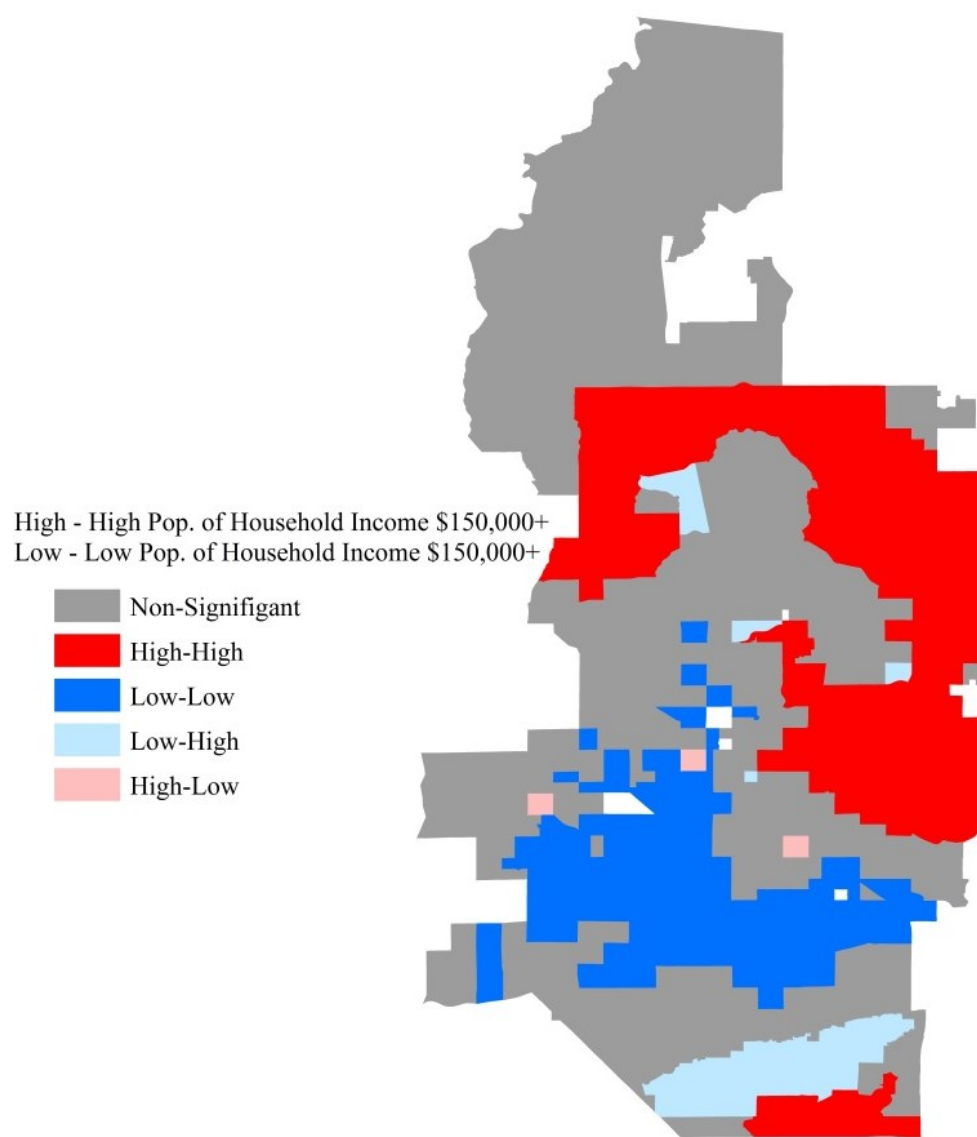 High - High Pop. of Household Income $150,000+
Low - Low Pop. of Household Income $150,000+
Non-Signifigant
High-High
Low-Low
Low-High
High-Low